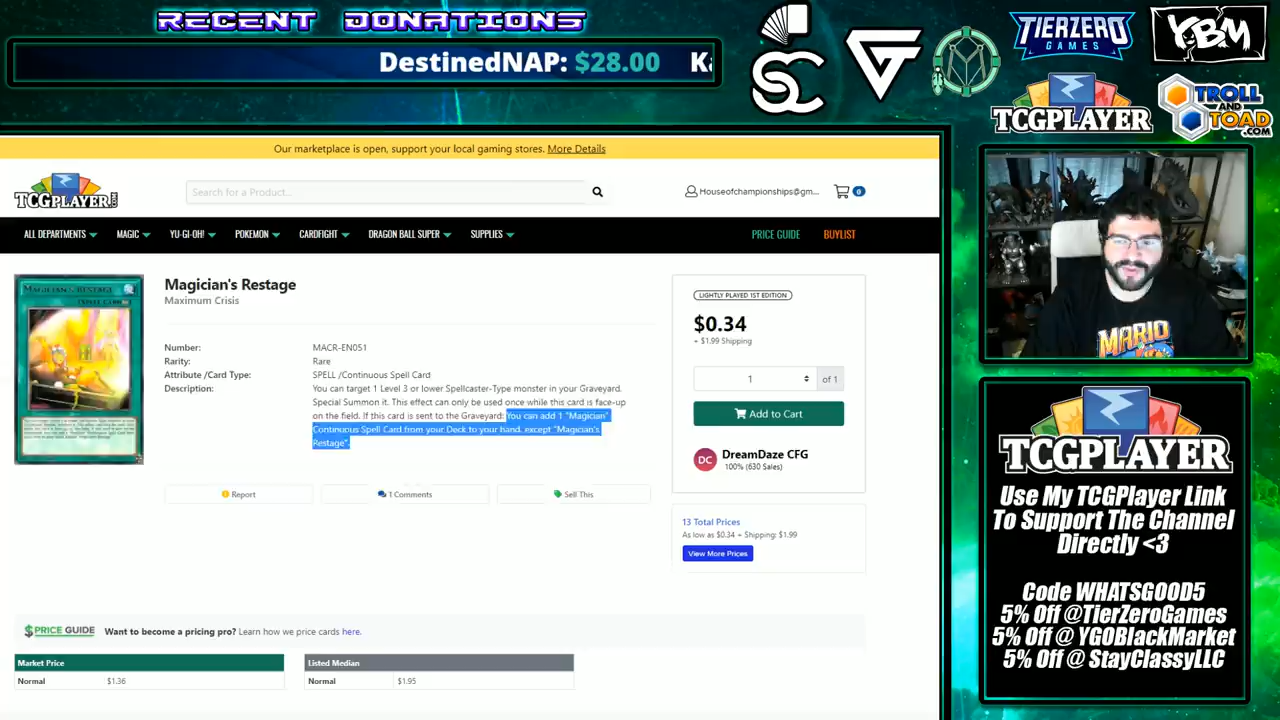 RECENT DONATIONS
DestinedNAP: $28.00
SC
TIERZERO
GAMES
YBM
TCGPLAYER
TROLL
AND
TOAD
.COM
Our marketplace is open, support your local gaming stores. More Details
TCGPLAYER
Search for a Product...
Houseofchampionships@gm...
0
ALL DEPARTMENTS
MAGIC
YU-GI-OH!
POKEMON
CARDFIGHT
DRAGON BALL SUPER
SUPPLIES
PRICE GUIDE
BUYLIST
MAGICIAN'S RESTAGE
Magician's Restage
Maximum Crisis
Number: MACR-EN051
Rarity: Rare
Attribute /Card Type: SPELL /Continuous Spell Card
Description: You can target 1 Level 3 or lower Spellcaster-Type monster in your Graveyard.
Special Summon it. This effect can only be used once while this card is face-up
on the field. If this card is sent to the Graveyard: You can add 1 "Magician"
Continuous Spell Card from your Deck to your hand, except "Magician's
Restage".
Report
1 Comments
Sell This
LIGHTLY PLAYED 1ST EDITION
$0.34
+ $1.99 Shipping
1
of 1
Add to Cart
DC
DreamDaze CFG
100% (630 Sales)
13 Total Prices
As low as $0.34 + Shipping: $1.99
View More Prices
PRICE GUIDE
Want to become a pricing pro? Learn how we price cards here.
Market Price
Normal $1.36
Listed Median
Normal $1.95
MARIO
TCGPLAYER
Use My TCGPlayer Link
To Support The Channel
Directly <3
Code WHATSGOOD5
5% Off @TierZeroGames
5% Off @ YGOBlackMarket
5% Off @ StayClassyLLC